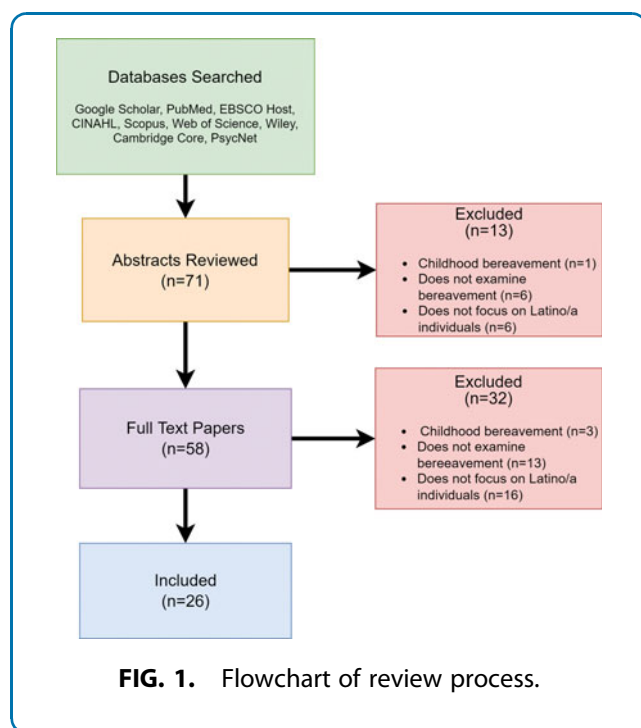 Databases Searched
Google Scholar, PubMed, EBSCO Host,
CINAHL, Scopus, Web of Science, Wiley,
Cambridge Core, PsycNet
Abstracts Reviewed
(n=71)
Excluded
(n=13)
• Childhood bereavement (n=1)
• Does not examine
bereavement (n=6)
• Does not focus on Latino/a
individuals (n=6)
Full Text Papers
(n=58)
Excluded
(n=32)
• Childhood bereavement (n=3)
• Does not examine
bereeavement (n=13)
• Does not focus on Latino/a
individuals (n=16)
Included
(n=26)
FIG. 1. Flowchart of review process.